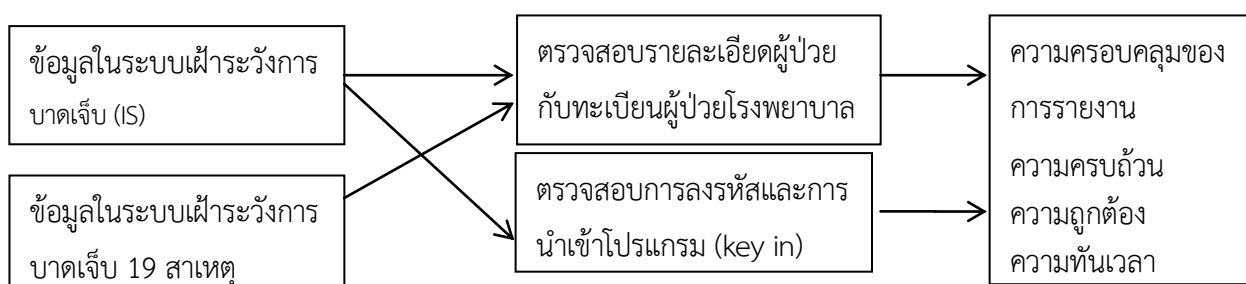 ข้อมูลในระบบเฝ้าระวังการ
บาดเจ็บ (IS)
ข้อมูลในระบบเฝ้าระวังการ
บาดเจ็บ 19 สาเหตุ
ตรวจสอบรายละเอียดผู้ป่วย
กับทะเบียนผู้ป่วยโรงพยาบาล
ตรวจสอบการลงรหัสและการ
นำเข้าโปรแกรม (key in)
ความครอบคลุมของ
การรายงาน
ความครบถ้วน
ความถูกต้อง
ความทันเวลา